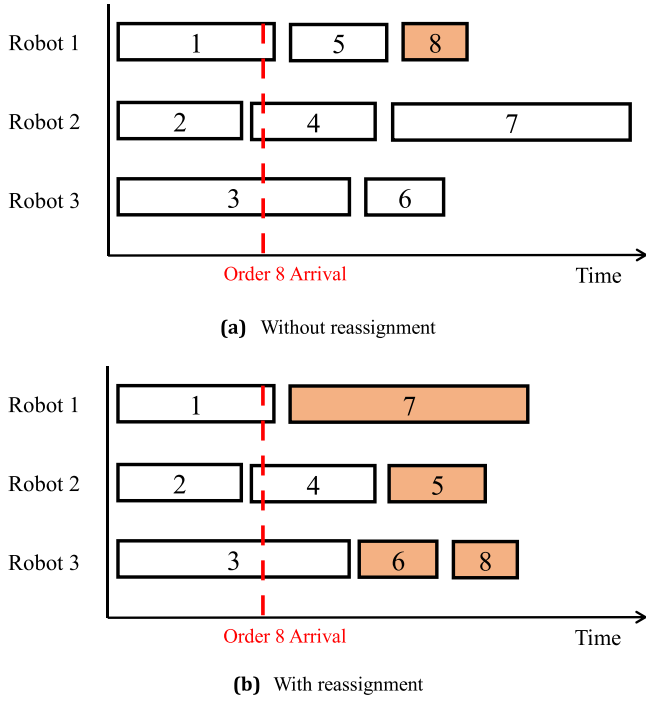 Robot 1 1 5 8
Robot 2 2 4 7
Robot 3 3 6
Order 8 Arrival Time
(a) Without reassignment
Robot 1 1 7
Robot 2 2 4 5
Robot 3 3 6 8
Order 8 Arrival Time
(b) With reassignment